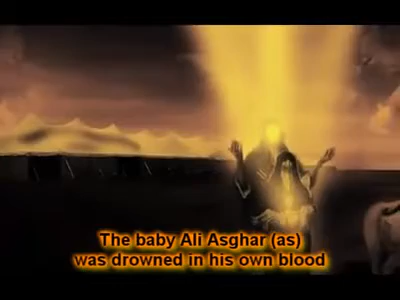 The baby Ali Asghar (as)
was drowned in his own blood